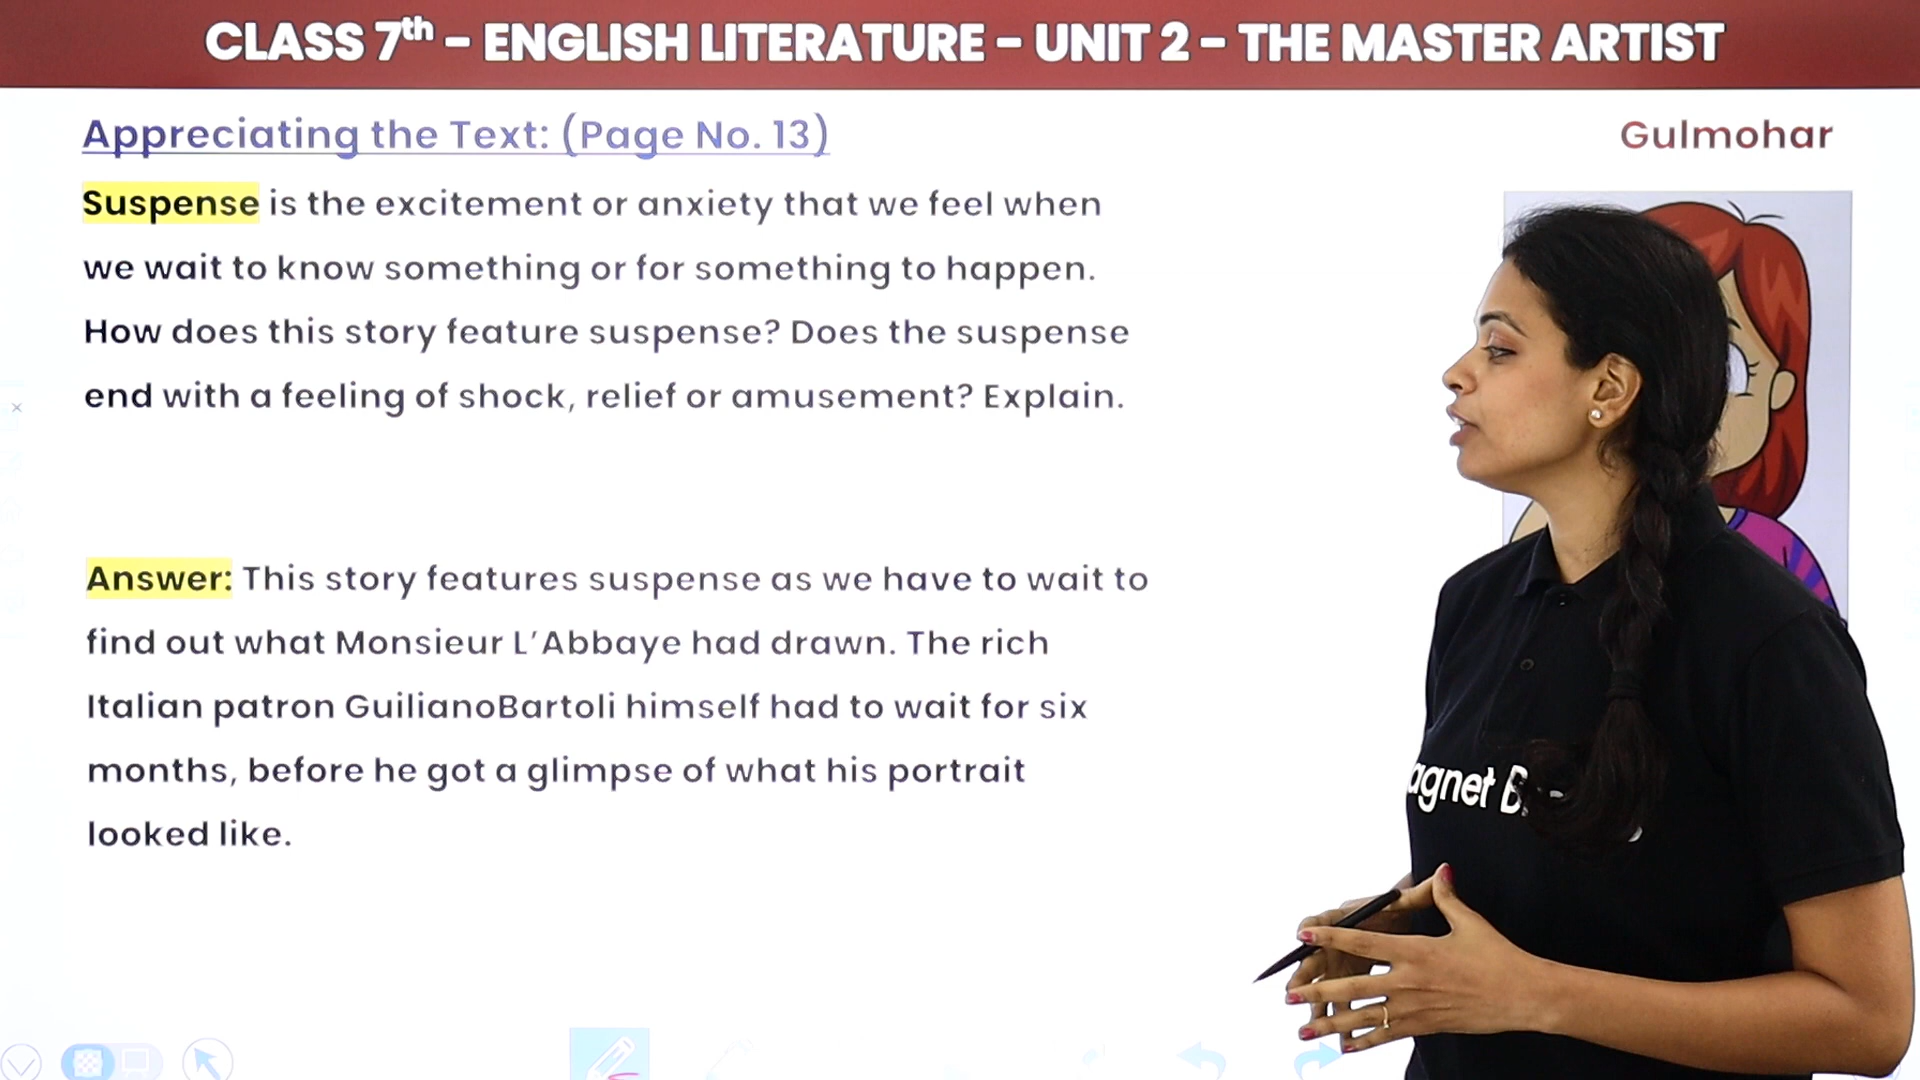 CLASS 7th - ENGLISH LITERATURE - UNIT 2 - THE MASTER ARTIST
Appreciating the Text: (Page No. 13)
Gulmohar
Suspense is the excitement or anxiety that we feel when
we wait to know something or for something to happen.
How does this story feature suspense? Does the suspense
end with a feeling of shock, relief or amusement? Explain.
Answer: This story features suspense as we have to wait to
find out what Monsieur L'Abbaye had drawn. The rich
Italian patron GuilianoBartoli himself had to wait for six
months, before he got a glimpse of what his portrait
looked like.
agnet B